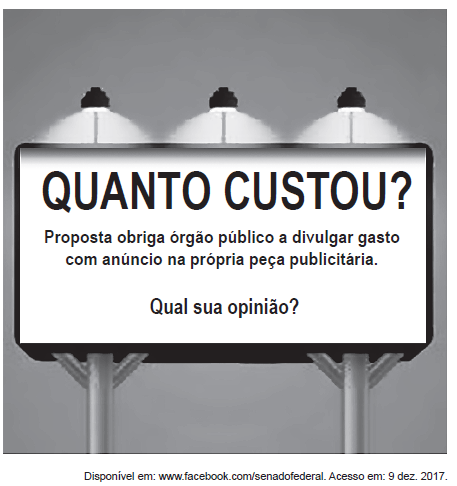 QUANTO CUSTOU?
Proposta obriga órgão público a divulgar gasto
com anúncio na própria peça publicitária.
Qual sua opinião?
Disponível em: www.facebook.com/senadofederal. Acesso em: 9 dez. 2017.